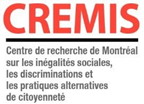 CREMIS
Centre de recherche de Montréal
sur les inégalités sociales,
les discriminations et
les pratiques alternatives
de citoyenneté